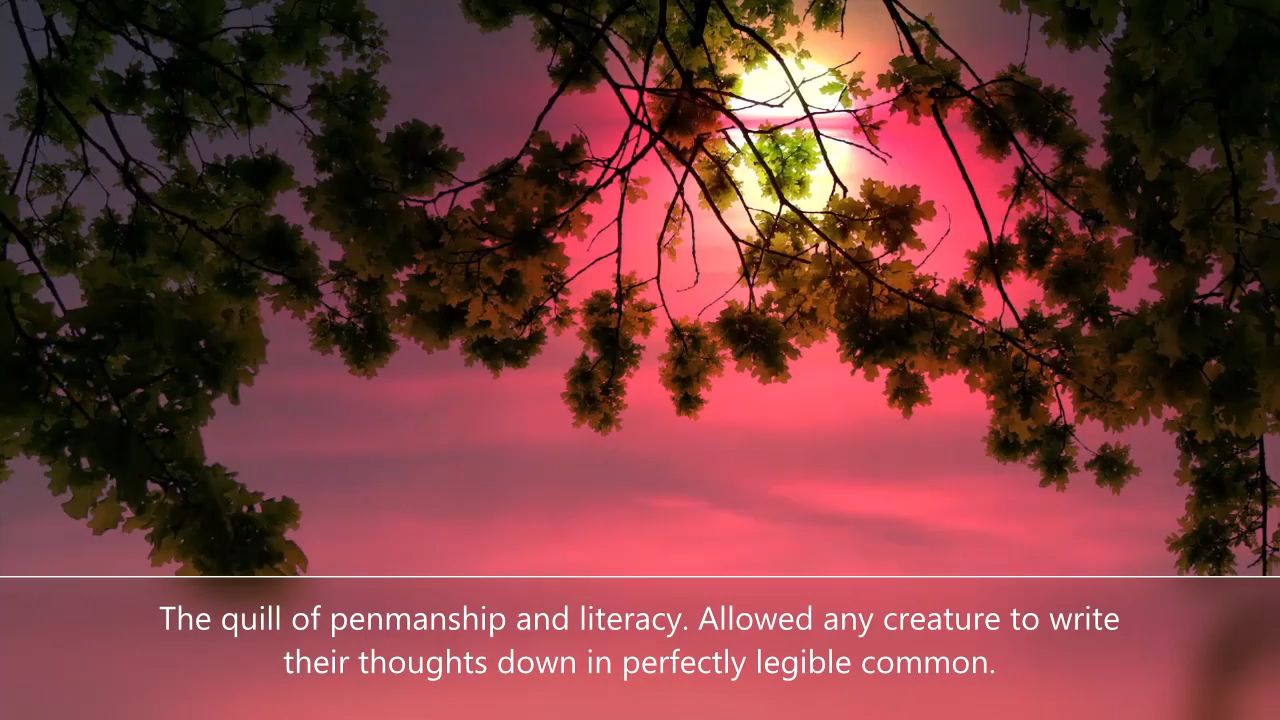 The quill of penmanship and literacy. Allowed any creature to write
their thoughts down in perfectly legible common.